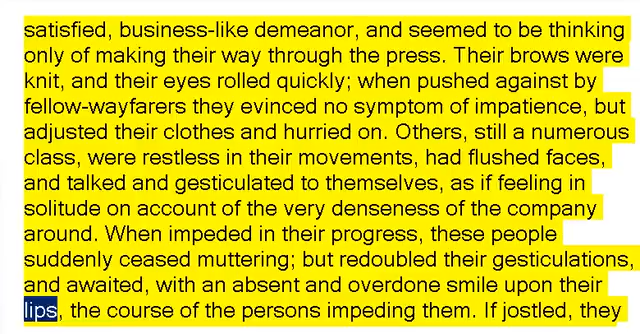 satisfied, business-like demeanor, and seemed to be thinking
only of making their way through the press. Their brows were
knit, and their eyes rolled quickly; when pushed against by
fellow-wayfarers they evinced no symptom of impatience, but
adjusted their clothes and hurried on. Others, still a numerous
class, were restless in their movements, had flushed faces,
and talked and gesticulated to themselves, as if feeling in
solitude on account of the very denseness of the company
around. When impeded in their progress, these people
suddenly ceased muttering; but redoubled their gesticulations,
and awaited, with an absent and overdone smile upon their
lips, the course of the persons impeding them. If jostled, they